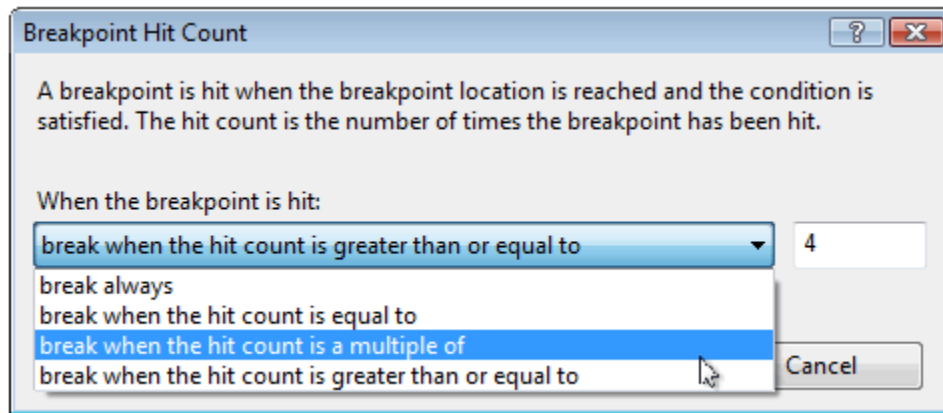 Breakpoint Hit Count
A breakpoint is hit when the breakpoint location is reached and the condition is
satisfied. The hit count is the number of times the breakpoint has been hit.
When the breakpoint is hit:
break when the hit count is greater than or equal to
4
break always
break when the hit count is equal to
break when the hit count is a multiple of
break when the hit count is greater than or equal to
Cancel